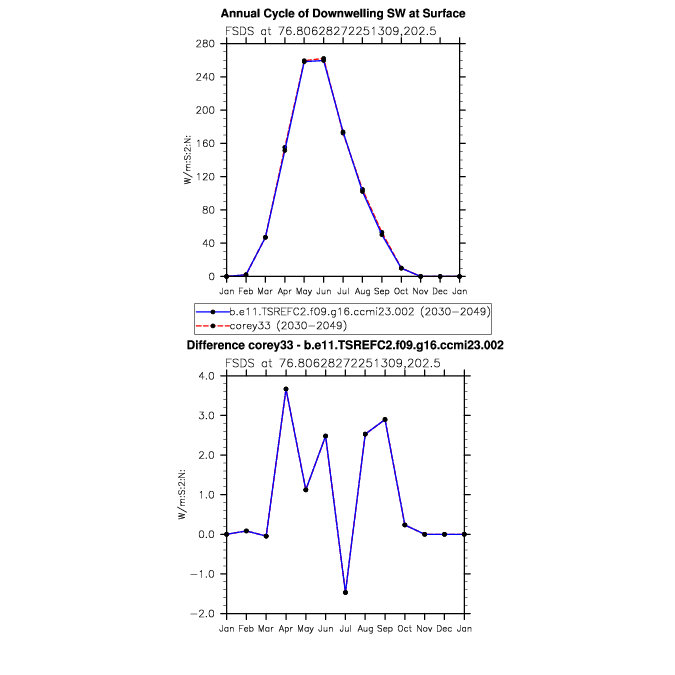 Annual Cycle of Downwelling SW at Surface
FSDS at 76.80628272251309,202.5
280
240
200
160
120
80
40
0
W/m:S:2:N:
Jan Feb Mar Apr May Jun Jul Aug Sep Oct Nov Dec Jan
b.e11.TSREFC2.f09.g16.ccmi23.002 (2030-2049)
corey33 (2030-2049)
Difference corey33 - b.e11.TSREFC2.f09.g16.ccmi23.002
FSDS at 76.80628272251309,202.5
4.0
3.0
2.0
1.0
0.0
-1.0
-2.0
W/m:S:2:N:
Jan Feb Mar Apr May Jun Jul Aug Sep Oct Nov Dec Jan